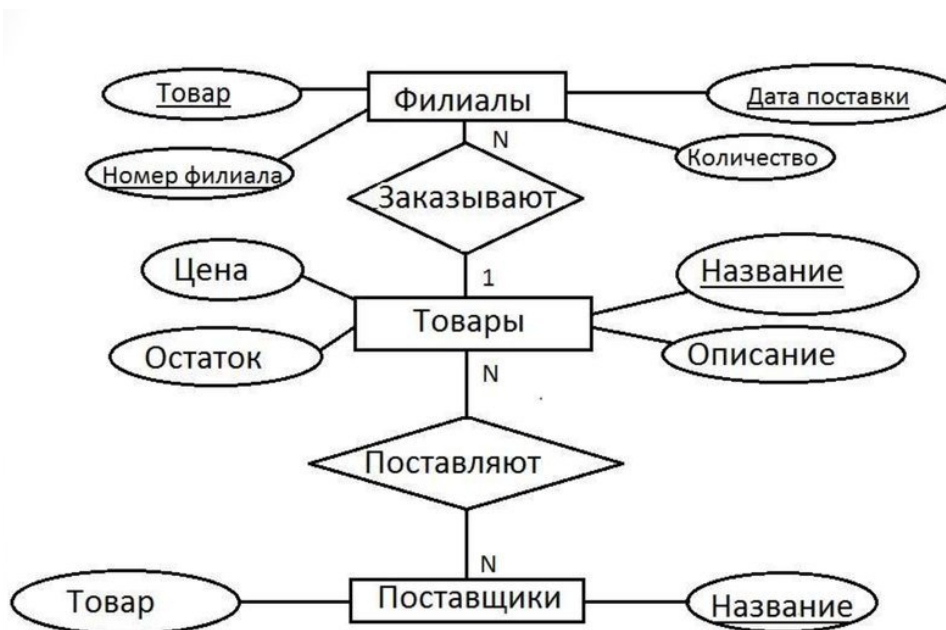 Товар
Филиалы
Дата поставки
Номер филиала
N
Количество
Заказывают
Цена
1
Название
Товары
Остаток
Описание
N
Поставляют
N
Товар
Поставщики
Название